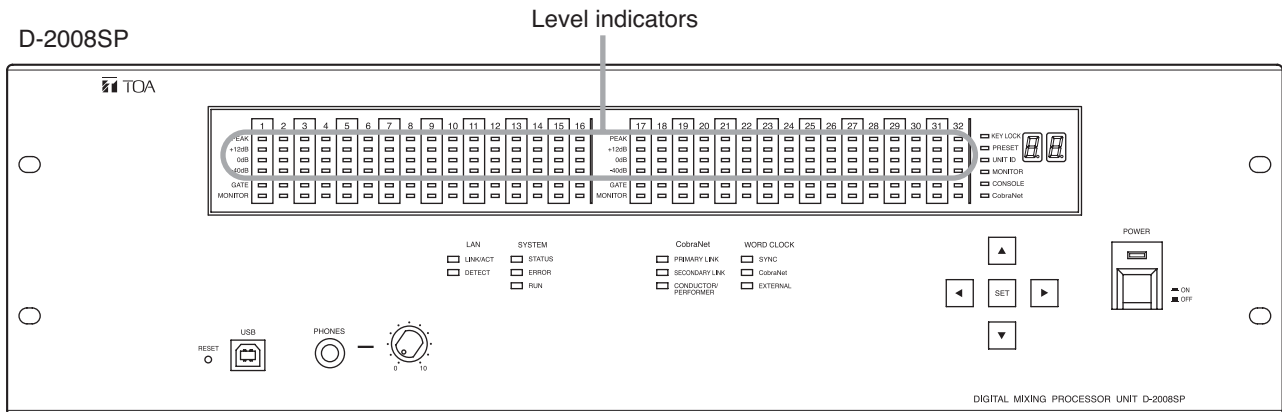 Level indicators
D-2008SP
TOA
1 2 3 4 5 6 7 8 9 10 11 12 13 14 15 16 17 18 19 20 21 22 23 24 25 26 27 28 29 30 31 32
PEAK PEAK KEY LOCK
+12dB +12dB PRESET
0dB 0dB UNIT ID
-40dB -40dB MONITOR
GATE GATE CONSOLE
MONITOR MONITOR CobraNet
8.8.
LAN SYSTEM CobraNet WORD CLOCK
LINK/ACT STATUS PRIMARY LINK SYNC
DETECT ERROR SECONDARY LINK CobraNet
RUN CONDUCTOR/ EXTERNAL
PERFORMER
POWER
SET
ON
OFF
RESET USB PHONES
0 10
DIGITAL MIXING PROCESSOR UNIT D-2008SP